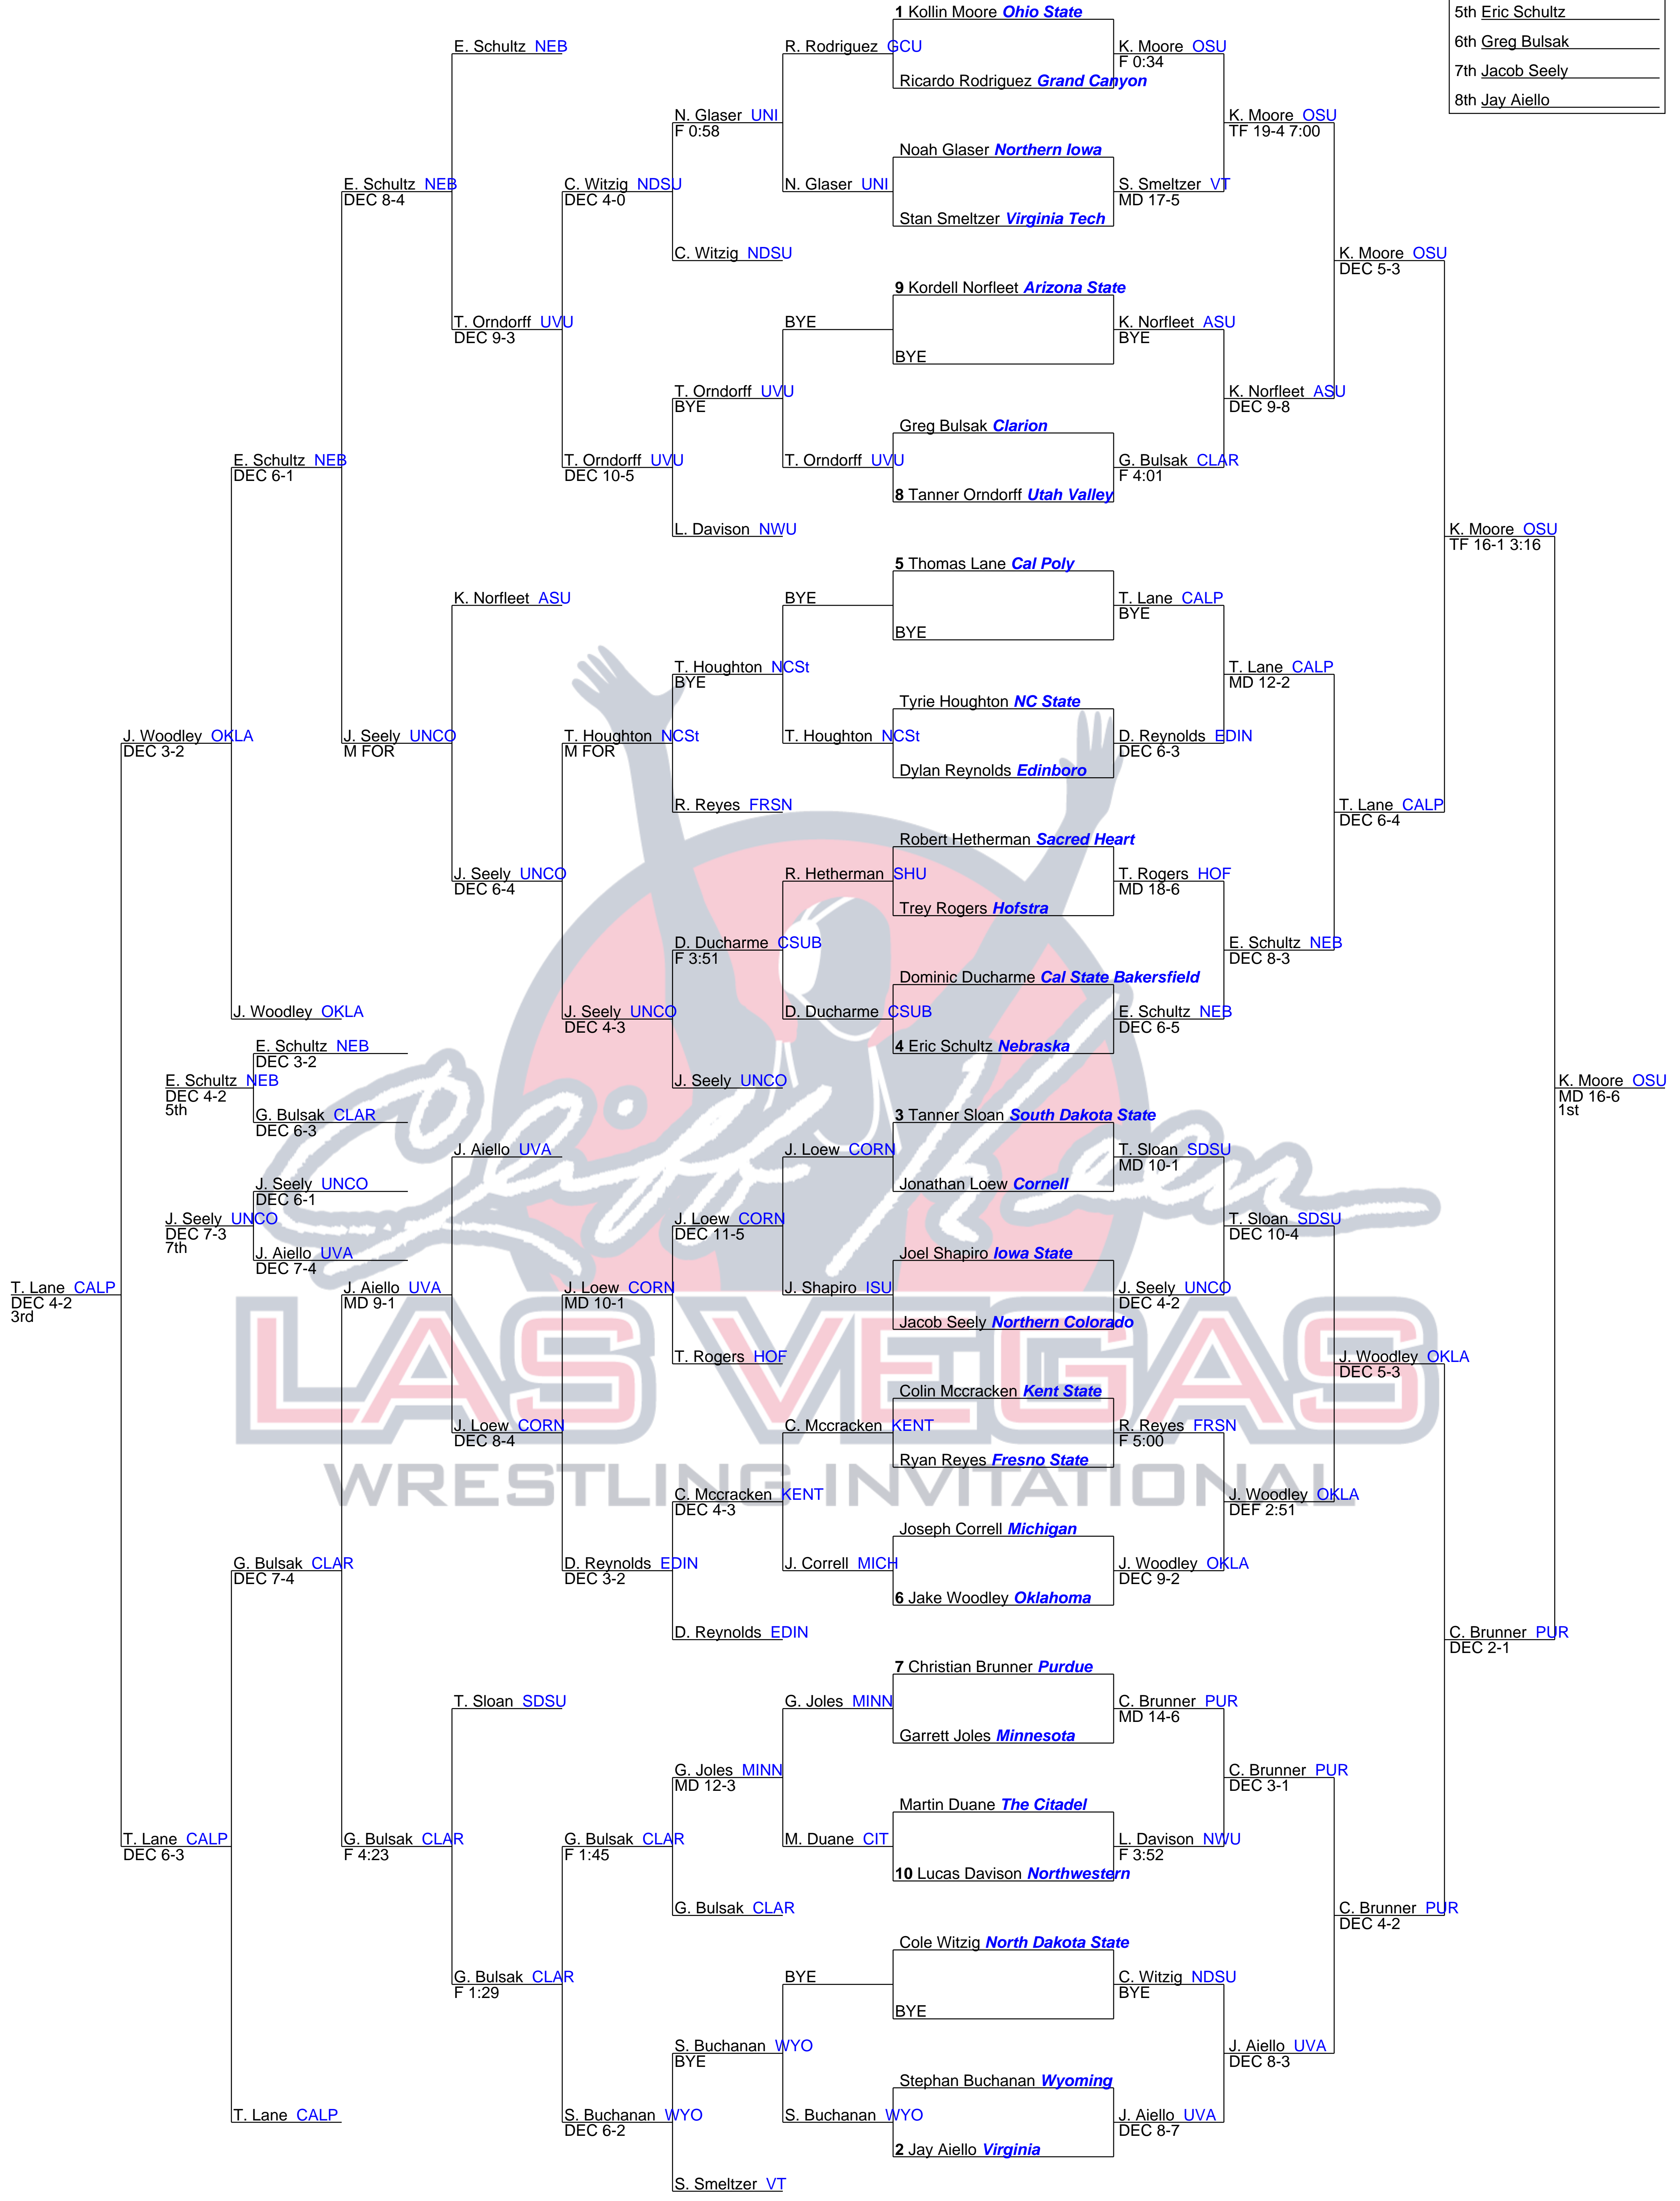 1 Kollin Moore Ohio State
5th Eric Schultz
E. Schultz NEB
R. Rodriguez GCU
K. Moore OSU
F 0:34
6th Greg Bulsak
Ricardo Rodriguez Grand Canyon
7th Jacob Seely
8th Jay Aiello
N. Glaser UNI
F 0:58
K. Moore OSU
TF 19-4 7:00
Noah Glaser Northern Iowa
E. Schultz NEB
DEC 8-4
C. Witzig NDSU
DEC 4-0
N. Glaser UNI
S. Smeltzer VT
MD 17-5
Stan Smeltzer Virginia Tech
C. Witzig NDSU
K. Moore OSU
DEC 5-3
9 Kordell Norfleet Arizona State
T. Orndorff UVU
DEC 9-3
BYE
K. Norfleet ASU
BYE
BYE
T. Orndorff UVU
BYE
K. Norfleet ASU
DEC 9-8
Greg Bulsak Clarion
E. Schultz NEB
DEC 6-1
T. Orndorff UVU
DEC 10-5
T. Orndorff UVU
G. Bulsak CLAR
F 4:01
8 Tanner Orndorff Utah Valley
L. Davison NWU
K. Moore OSU
TF 16-1 3:16
5 Thomas Lane Cal Poly
K. Norfleet ASU
BYE
T. Lane CALP
BYE
BYE
T. Houghton NCSt
BYE
T. Lane CALP
MD 12-2
Tyrie Houghton NC State
J. Woodley OKLA
DEC 3-2
J. Seely UNCO
M FOR
T. Houghton NCSt
M FOR
T. Houghton NCSt
D. Reynolds EDIN
DEC 6-3
Dylan Reynolds Edinboro
R. Reyes FRSN
T. Lane CALP
DEC 6-4
Robert Hetherman Sacred Heart
J. Seely UNCO
DEC 6-4
R. Hetherman SHU
T. Rogers HOF
MD 18-6
Trey Rogers Hofstra
D. Ducharme CSUB
F 3:51
E. Schultz NEB
DEC 8-3
Dominic Ducharme Cal State Bakersfield
J. Woodley OKLA
J. Seely UNCO
DEC 4-3
D. Ducharme CSUB
E. Schultz NEB
DEC 6-5
4 Eric Schultz Nebraska
E. Schultz NEB
DEC 3-2
E. Schultz NEB
DEC 4-2
5th
J. Seely UNCO
K. Moore OSU
MD 16-6
1st
G. Bulsak CLAR
DEC 6-3
3 Tanner Sloan South Dakota State
Cliff Keen
J. Aiello UVA
J. Loew CORN
T. Sloan SDSU
MD 10-1
J. Seely UNCO
DEC 6-1
Jonathan Loew Cornell
J. Seely UNCO
DEC 7-3
7th
J. Loew CORN
DEC 11-5
T. Sloan SDSU
DEC 10-4
J. Aiello UVA
DEC 7-4
Joel Shapiro Iowa State
T. Lane CALP
DEC 4-2
3rd
J. Aiello UVA
MD 9-1
J. Loew CORN
MD 10-1
J. Shapiro ISU
J. Seely UNCO
DEC 4-2
Jacob Seely Northern Colorado
LAS VEGAS
T. Rogers HOF
J. Woodley OKLA
DEC 5-3
Colin Mccracken Kent State
J. Loew CORN
DEC 8-4
C. Mccracken KENT
R. Reyes FRSN
F 5:00
Ryan Reyes Fresno State
WRESTLING INVITATIONAL
C. Mccracken KENT
DEC 4-3
J. Woodley OKLA
DEF 2:51
Joseph Correll Michigan
G. Bulsak CLAR
DEC 7-4
D. Reynolds EDIN
DEC 3-2
J. Correll MICH
J. Woodley OKLA
DEC 9-2
6 Jake Woodley Oklahoma
D. Reynolds EDIN
C. Brunner PUR
DEC 2-1
7 Christian Brunner Purdue
T. Sloan SDSU
G. Joles MINN
C. Brunner PUR
MD 14-6
Garrett Joles Minnesota
G. Joles MINN
MD 12-3
C. Brunner PUR
DEC 3-1
Martin Duane The Citadel
T. Lane CALP
DEC 6-3
G. Bulsak CLAR
F 4:23
G. Bulsak CLAR
F 1:45
M. Duane CIT
L. Davison NWU
F 3:52
10 Lucas Davison Northwestern
G. Bulsak CLAR
C. Brunner PUR
DEC 4-2
Cole Witzig North Dakota State
G. Bulsak CLAR
F 1:29
BYE
C. Witzig NDSU
BYE
BYE
S. Buchanan WYO
BYE
J. Aiello UVA
DEC 8-3
Stephan Buchanan Wyoming
T. Lane CALP
S. Buchanan WYO
DEC 6-2
S. Buchanan WYO
J. Aiello UVA
DEC 8-7
2 Jay Aiello Virginia
S. Smeltzer VT